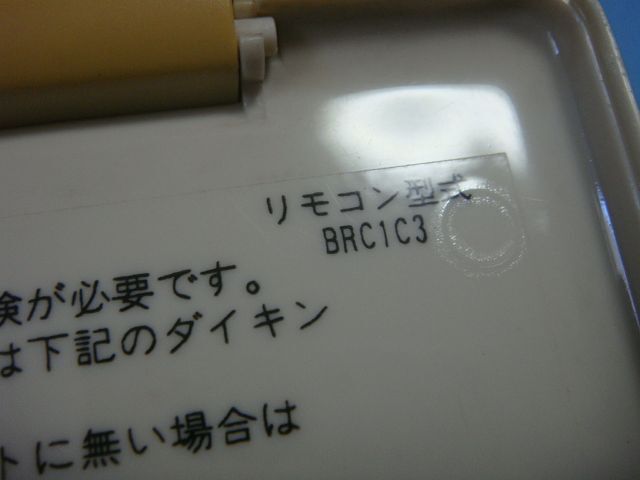 リモコン型式
BRC1C3
験が必要です。
は下記のダイキン
トに無い場合は